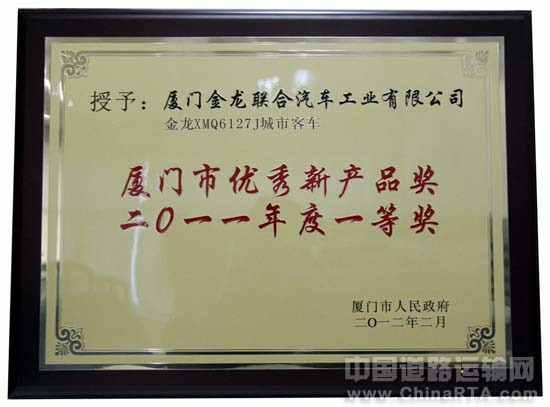 授予：厦门金龙联合汽车工业有限公司
金龙XMQ6127J城市客车
厦门市优秀新产品奖
二〇一一年度一等奖
厦门市人民政府
二〇一二年二月
中国道路运输网
www.ChinaRTA.com